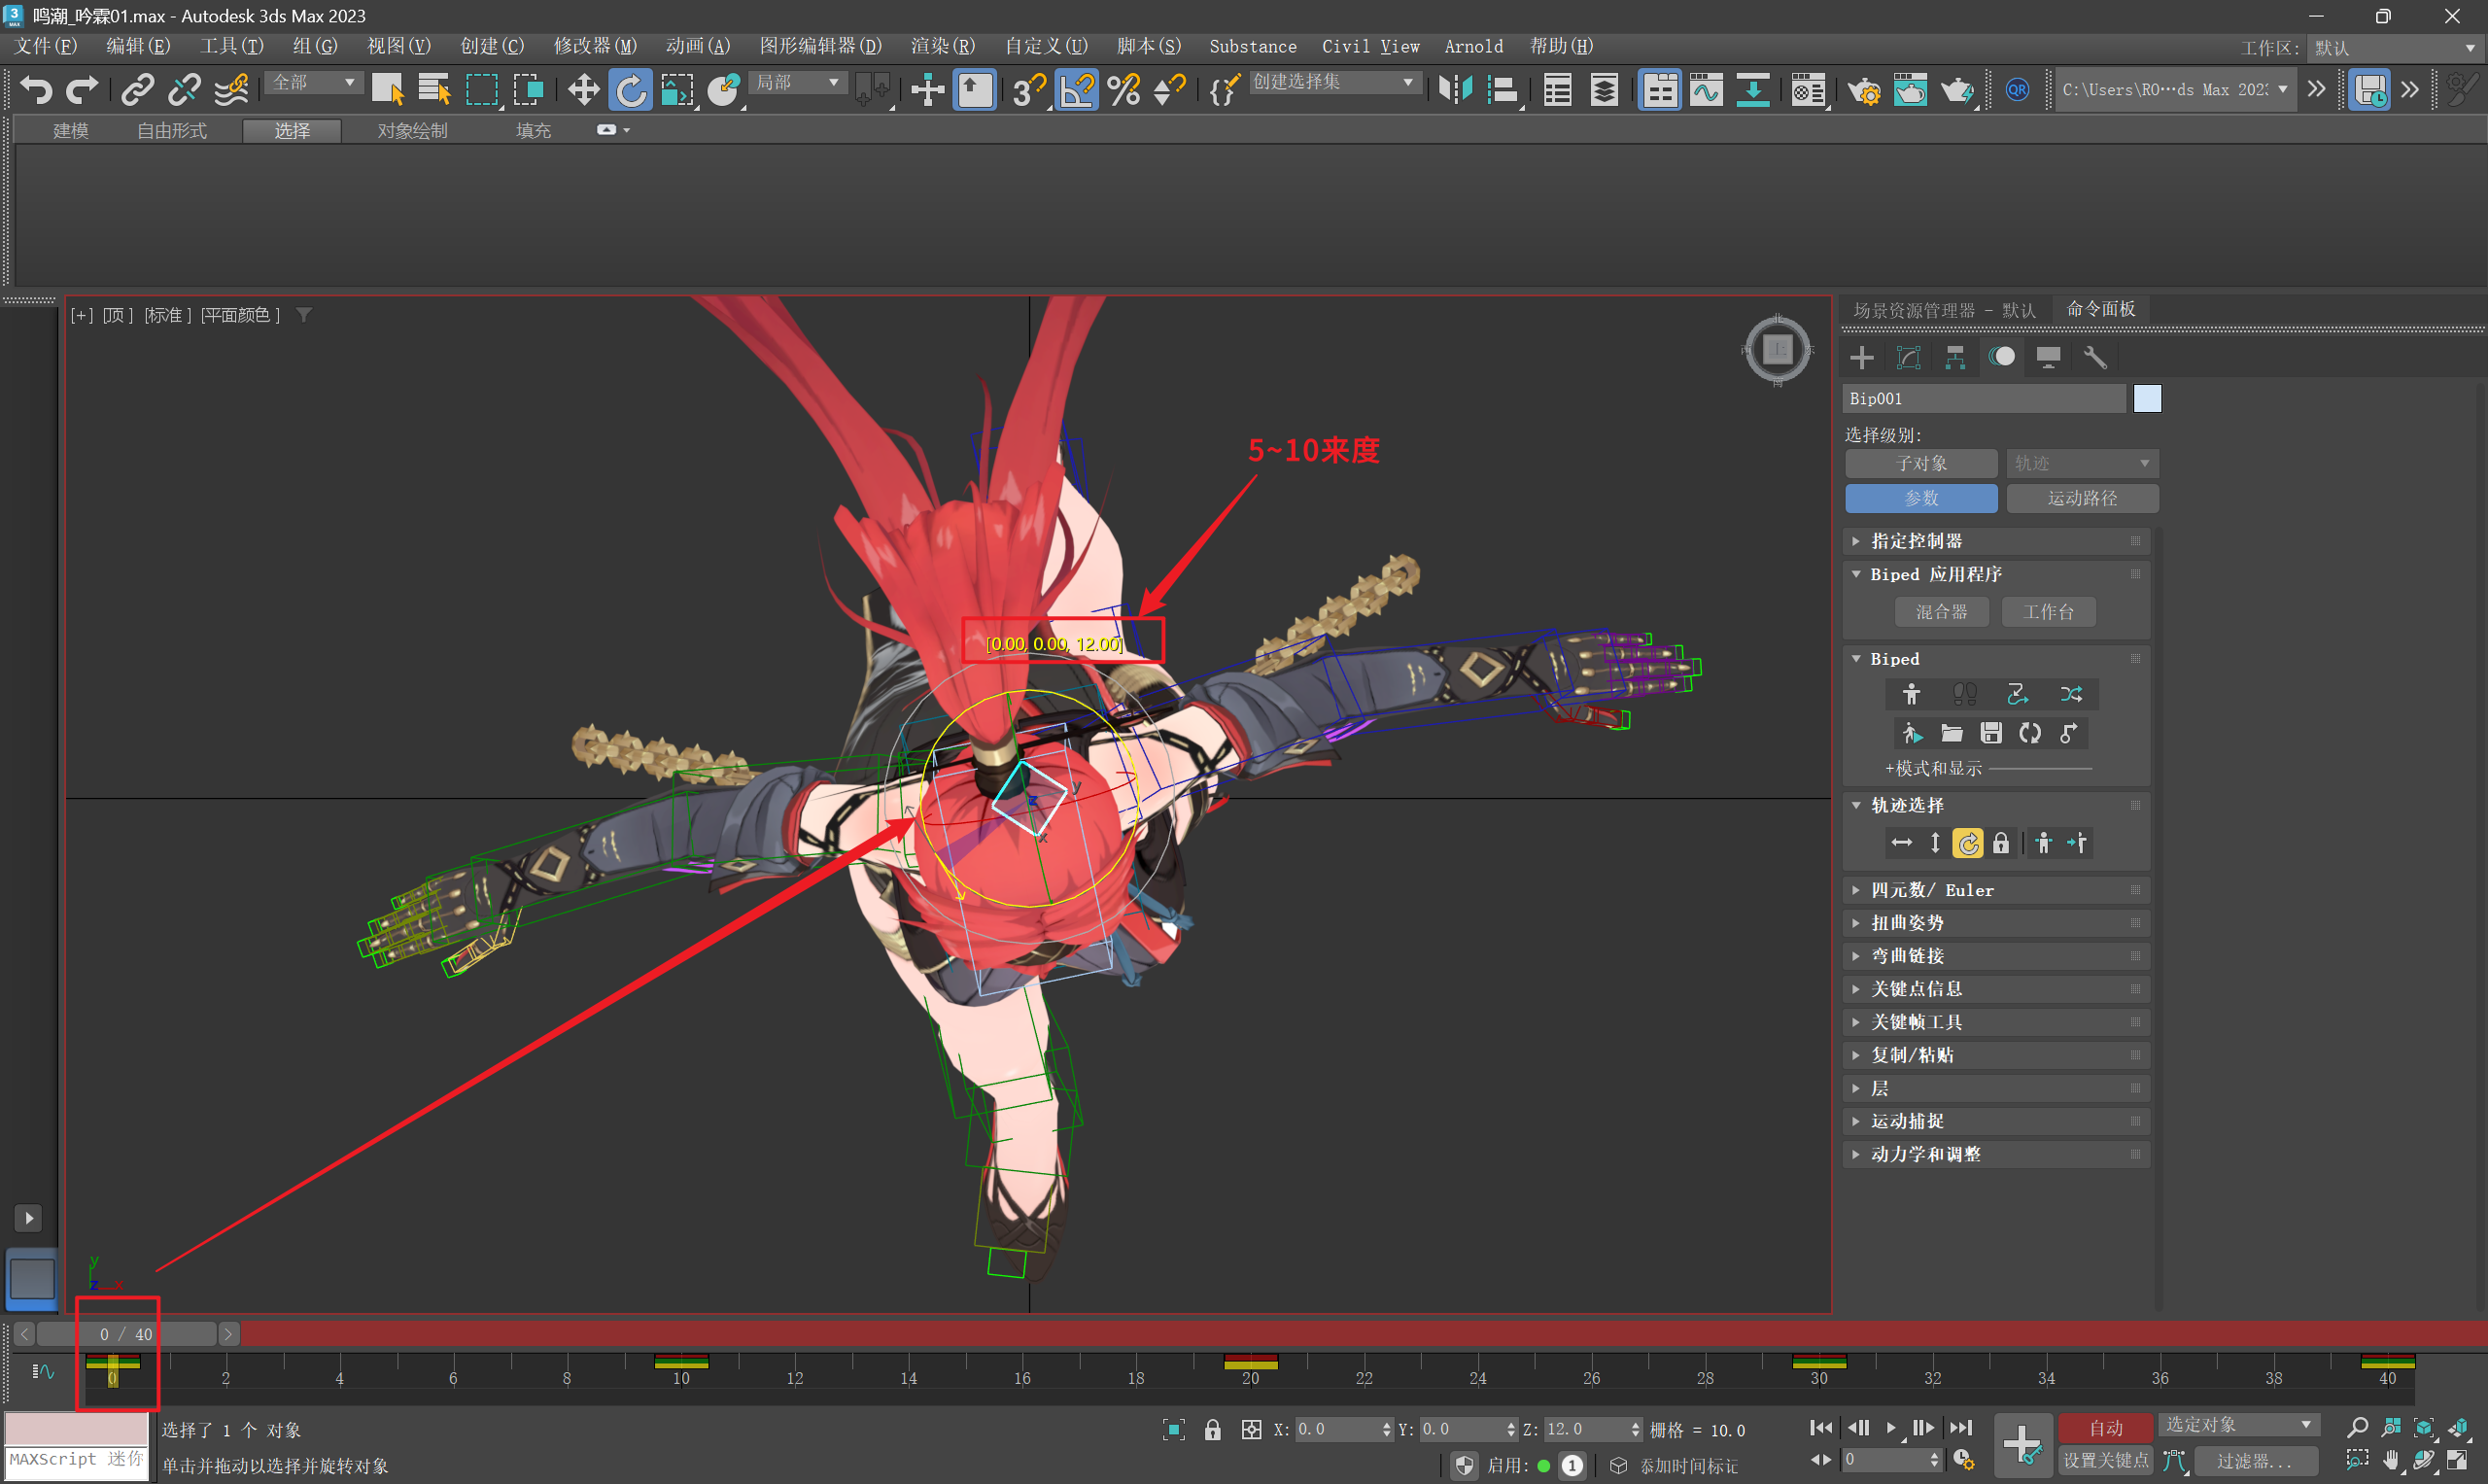 鸣潮_吟霖01.max - Autodesk 3ds Max 2023
文件(F) 编辑(E) 工具(T) 组(G) 视图(V) 创建(C) 修改器(M) 动画(A) 图形编辑器(D) 渲染(R) 自定义(U) 脚本(S) Substance Civil View Arnold 帮助(H)
工作区: 默认
全部 局部 创建选择集 C:\Users\RO···ds Max 202
建模 自由形式 选择 对象绘制 填充
[+] [顶 ] [标准 ] [平面颜色 ]
北
西 上 东
南
5~10来度
[0.00, 0.00, 12.00]
y
z
x
y
z x
场景资源管理器 - 默认 命令面板
Bip001
选择级别:
子对象 轨迹
参数 运动路径
指定控制器
Biped 应用程序
混合器 工作台
Biped
+模式和显示
轨迹选择
四元数/ Euler
扭曲姿势
弯曲链接
关键点信息
关键帧工具
复制/粘贴
层
运动捕捉
动力学和调整
0 / 40
0 2 4 6 8 10 12 14 16 18 20 22 24 26 28 30 32 34 36 38 40
选择了 1 个 对象
X: 0.0 Y: 0.0 Z: 12.0 栅格 = 10.0
自动 选定对象
MAXScript 迷你
单击并拖动以选择并旋转对象
启用: 1 添加时间标记
0
设置关键点 过滤器...